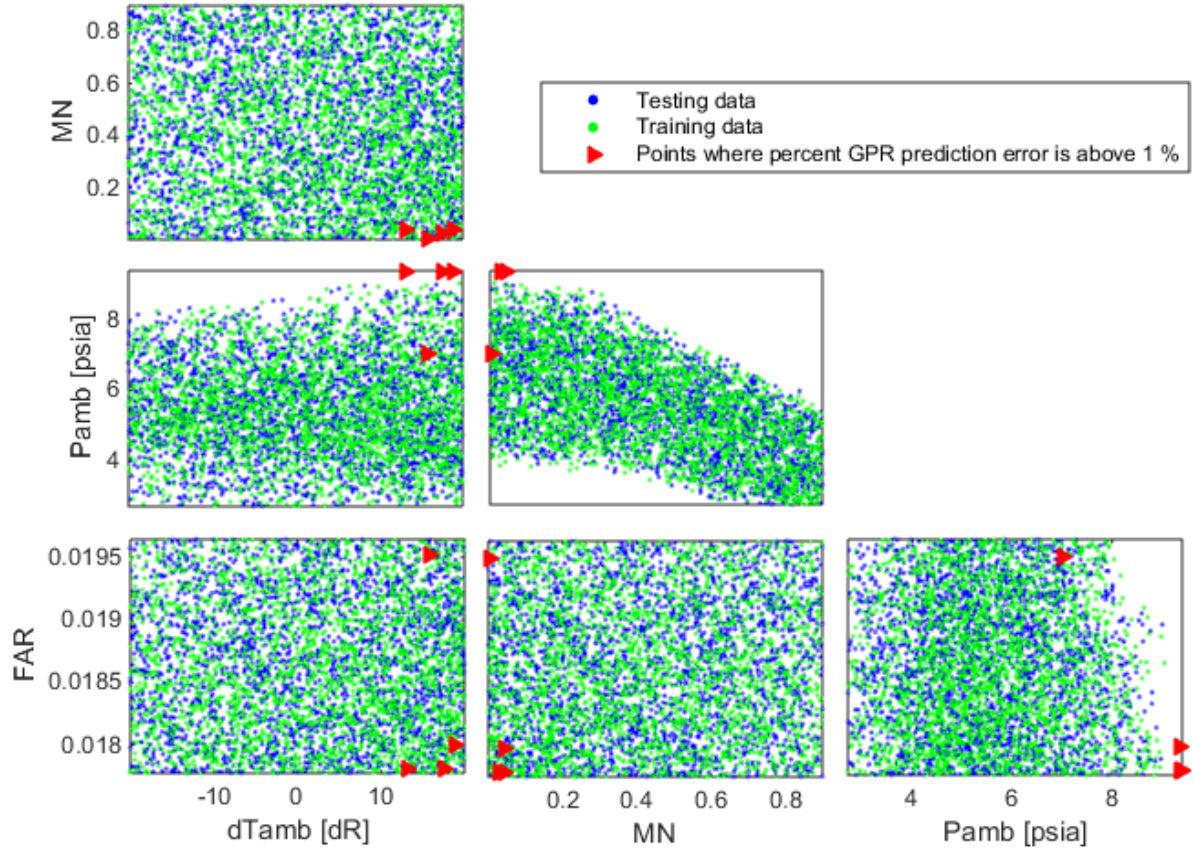 0.8
0.6
0.4
0.2
MN
Testing data
Training data
Points where percent GPR prediction error is above 1 %
8
6
4
Pamb [psia]
0.0195
0.019
0.0185
0.018
FAR
-10 0 10
dTamb [dR]
0.2 0.4 0.6 0.8
MN
4 6 8
Pamb [psia]